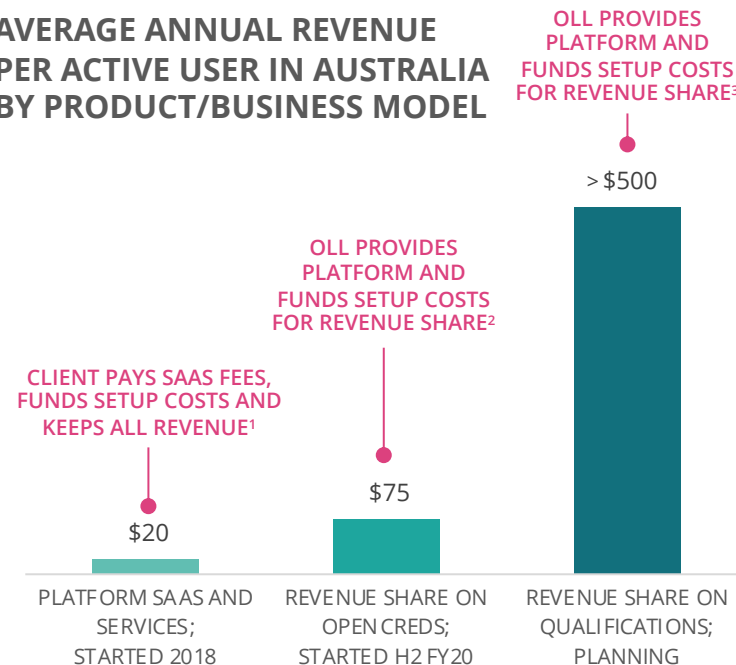 AVERAGE ANNUAL REVENUE
PER ACTIVE USER IN AUSTRALIA
BY PRODUCT/BUSINESS MODEL
OLL PROVIDES
PLATFORM AND
FUNDS SETUP COSTS
FOR REVENUE SHARE³
> $500
OLL PROVIDES
PLATFORM AND
FUNDS SETUP COSTS
FOR REVENUE SHARE²
$75
CLIENT PAYS SAAS FEES,
FUNDS SETUP COSTS AND
KEEPS ALL REVENUE¹
$20
PLATFORM SAAS AND
SERVICES;
STARTED 2018
REVENUE SHARE ON
OPENCREDS;
STARTED H2 FY20
REVENUE SHARE ON
QUALIFICATIONS;
PLANNING